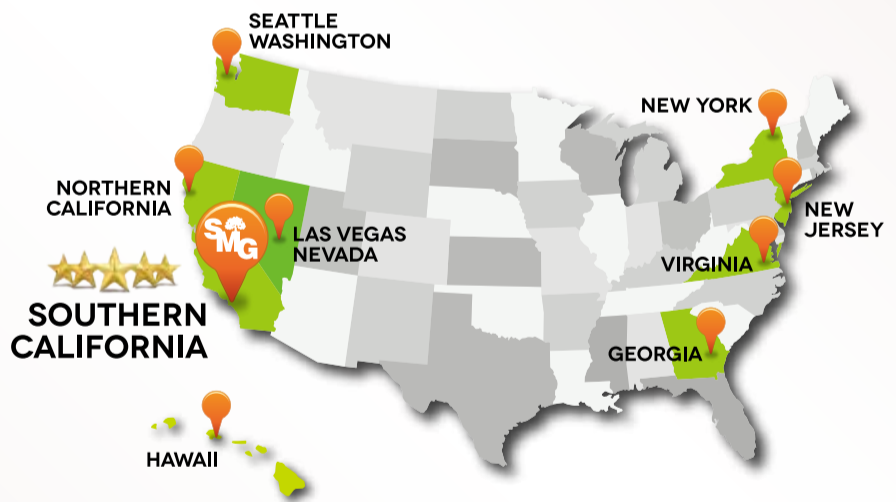 SEATTLE
WASHINGTON
NEW YORK
NORTHERN
CALIFORNIA
SMG
LAS VEGAS
NEVADA
NEW
JERSEY
VIRGINIA
SOUTHERN
CALIFORNIA
GEORGIA
HAWAII